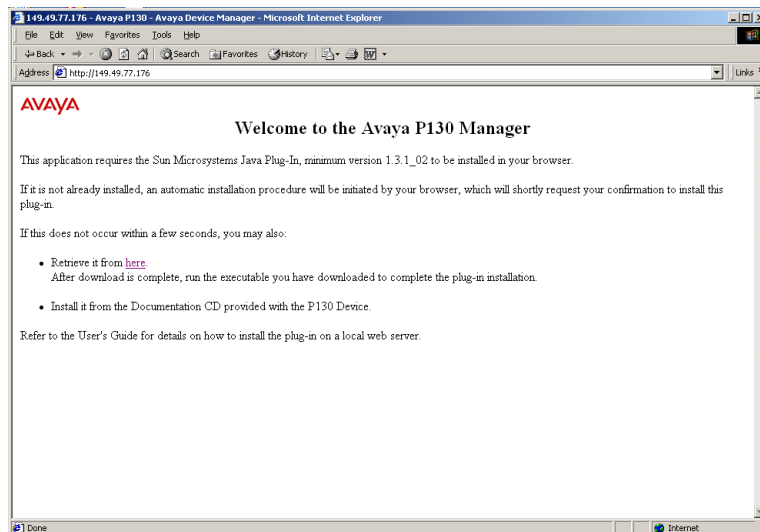 149.49.77.176 - Avaya P130 - Avaya Device Manager - Microsoft Internet Explorer
File Edit View Favorites Tools Help
Back Search Favorites History
Address http://149.49.77.176 Links
AVAYA
Welcome to the Avaya P130 Manager
This application requires the Sun Microsystems Java Plug-In, minimum version 1.3.1_02 to be installed in your browser.
If it is not already installed, an automatic installation procedure will be initiated by your browser, which will shortly request your confirmation to install this
plug-in.
If this does not occur within a few seconds, you may also:
• Retrieve it from here.
After download is complete, run the executable you have downloaded to complete the plug-in installation.
• Install it from the Documentation CD provided with the P130 Device.
Refer to the User's Guide for details on how to install the plug-in on a local web server.
Done Internet